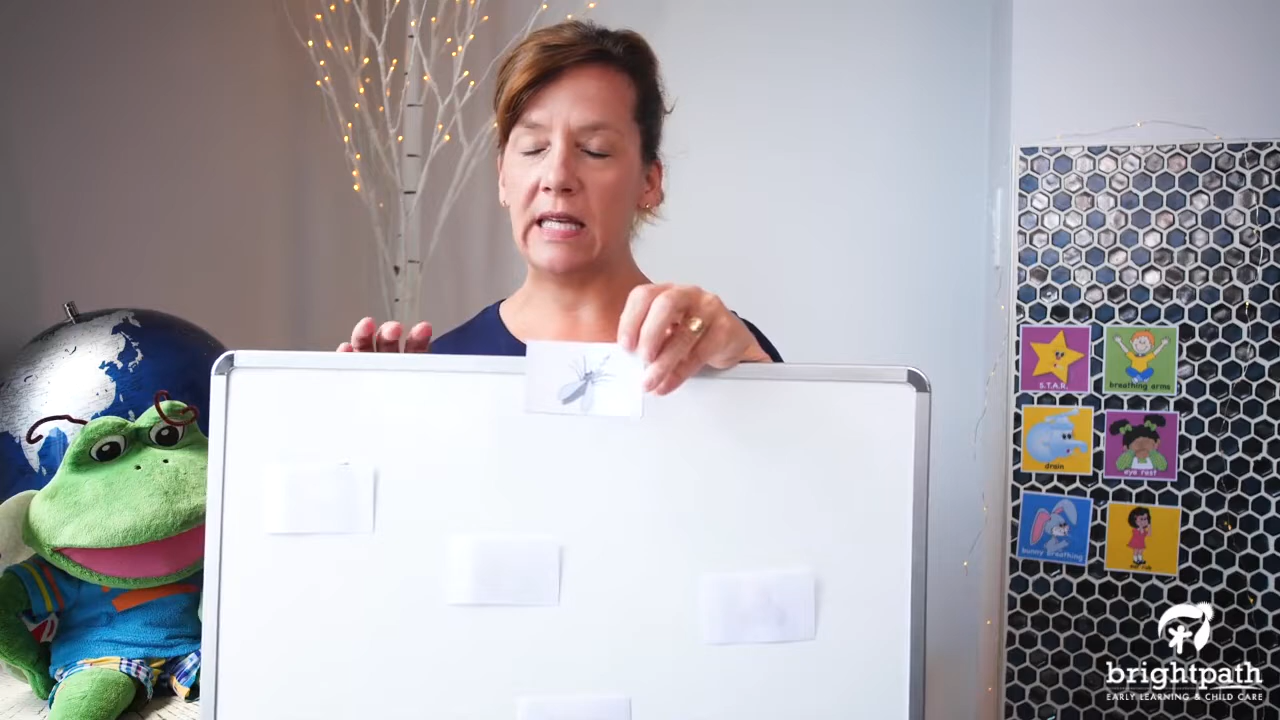 S.T.A.R.
breathing arms
drain
eye rest
bunny breathing
brightpath
EARLY LEARNING & CHILD CARE